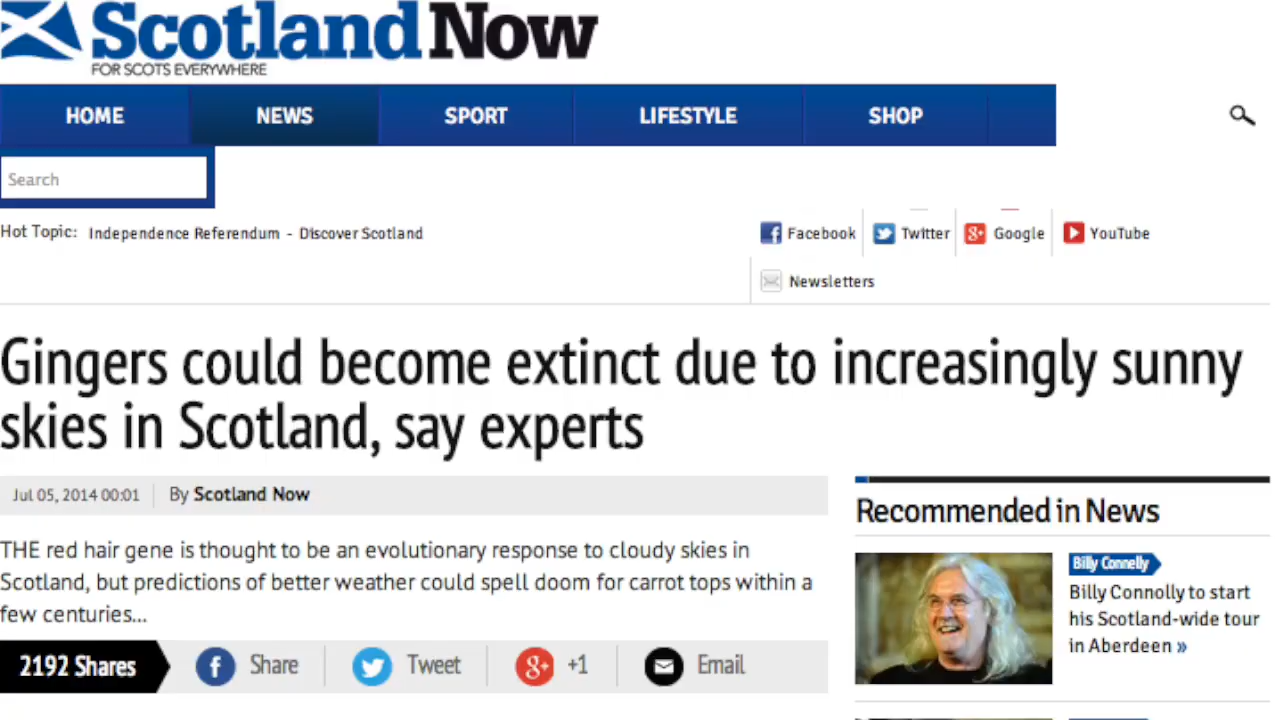 Scotland Now
FOR SCOTS EVERYWHERE
HOME NEWS SPORT LIFESTYLE SHOP
Search
Hot Topic: Independence Referendum - Discover Scotland
Facebook Twitter Google YouTube
Newsletters
Gingers could become extinct due to increasingly sunny
skies in Scotland, say experts
Jul 05, 2014 00:01 By Scotland Now
THE red hair gene is thought to be an evolutionary response to cloudy skies in
Scotland, but predictions of better weather could spell doom for carrot tops within a
few centuries...
2192 Shares Share Tweet +1 Email
Recommended in News
Billy Connelly
Billy Connolly to start
his Scotland-wide tour
in Aberdeen »